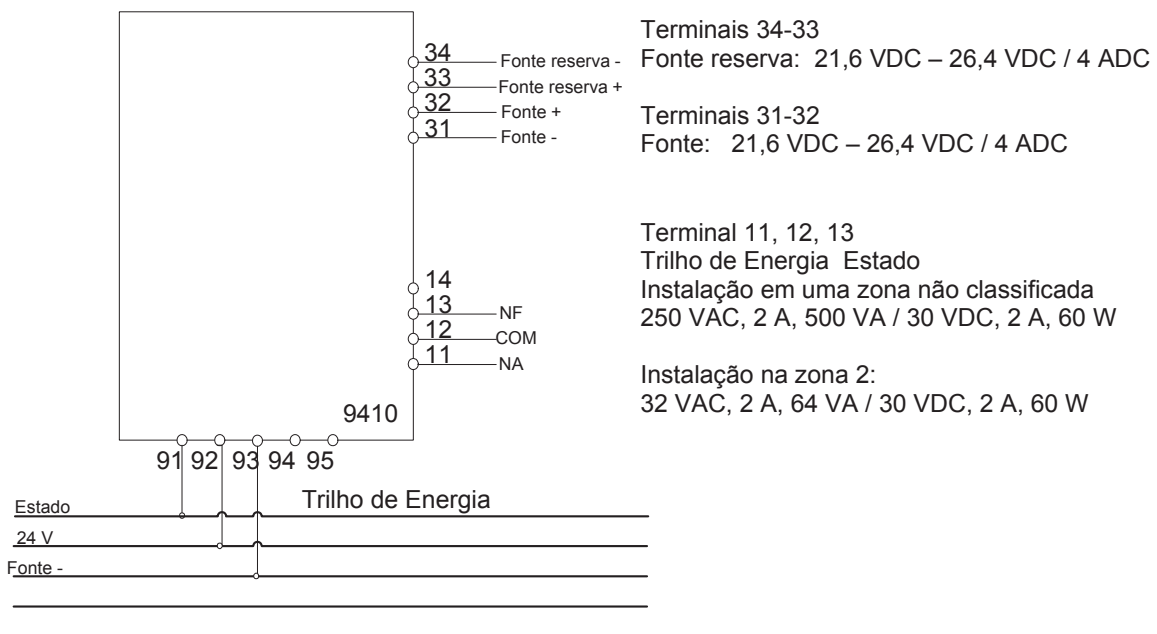 34
Fonte reserva -
33
Fonte reserva +
32
Fonte +
31
Fonte -
Terminais 34-33
Fonte reserva: 21,6 VDC – 26,4 VDC / 4 ADC
Terminais 31-32
Fonte: 21,6 VDC – 26,4 VDC / 4 ADC
14
13
NF
12
COM
11
NA
Terminal 11, 12, 13
Trilho de Energia Estado
Instalação em uma zona não classificada
250 VAC, 2 A, 500 VA / 30 VDC, 2 A, 60 W
Instalação na zona 2:
32 VAC, 2 A, 64 VA / 30 VDC, 2 A, 60 W
9410
91 92 93 94 95
Trilho de Energia
Estado
24 V
Fonte -